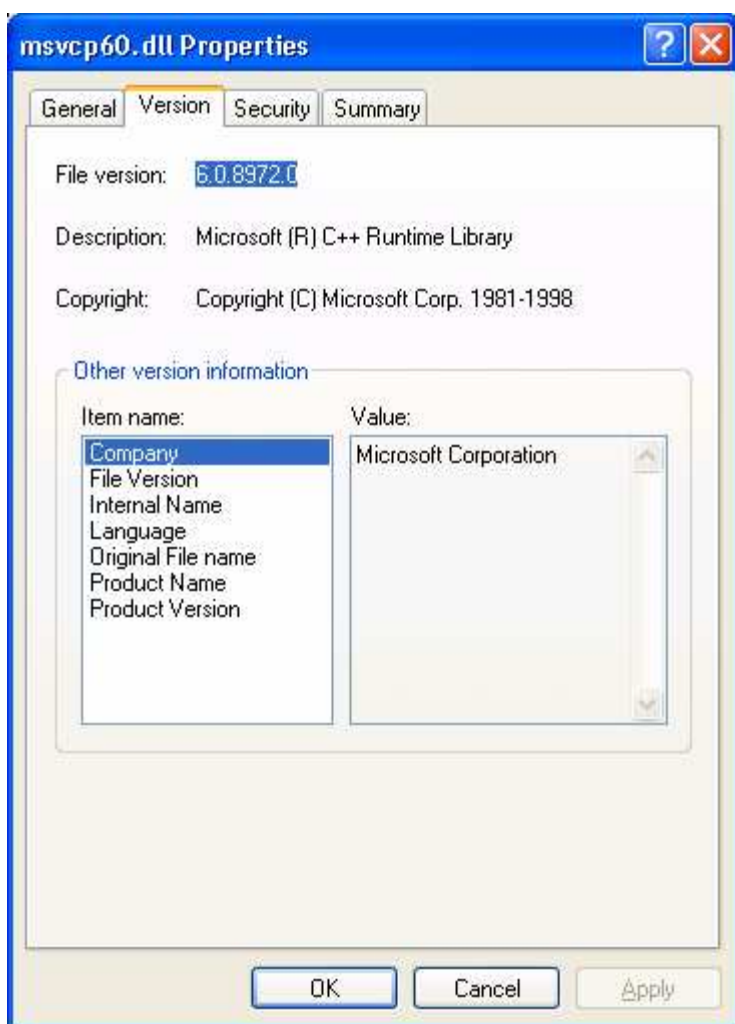 msvcp60.dll Properties
General Version Security Summary
File version: 6.0.8972.0
Description: Microsoft (R) C++ Runtime Library
Copyright: Copyright (C) Microsoft Corp. 1981-1998
Other version information
Item name: Value:
Company Microsoft Corporation
File Version
Internal Name
Language
Original File name
Product Name
Product Version
OK Cancel Apply